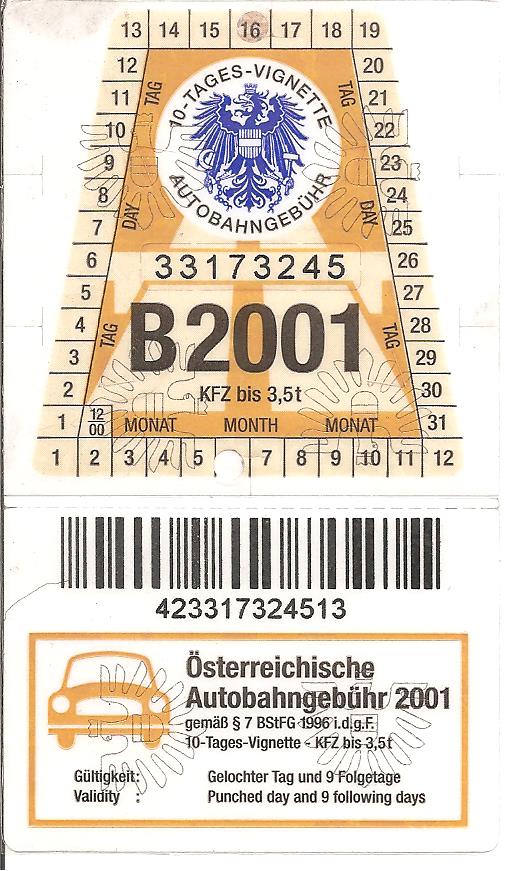 13 14 15 16 17 18 19
12 TAG TAG 20
11 21
10 22
9 23
8 24
7 DAY DAY 25
6 26
5 27
4 28
3 TAG TAG 29
2 30
1 31
10-TAGES-VIGNETTE
AUTOBAHNGEBÜHR
33173245
B2001
KFZ bis 3,5t
12
00 MONAT MONTH MONAT
1 2 3 4 5 7 8 9 10 11 12
423317324513
Österreichische
Autobahngebühr 2001
gemäß § 7 BStFG 1996 i.d.g.F.
10-Tages-Vignette - KFZ bis 3,5t
Gültigkeit: Gelochter Tag und 9 Folgetage
Validity : Punched day and 9 following days